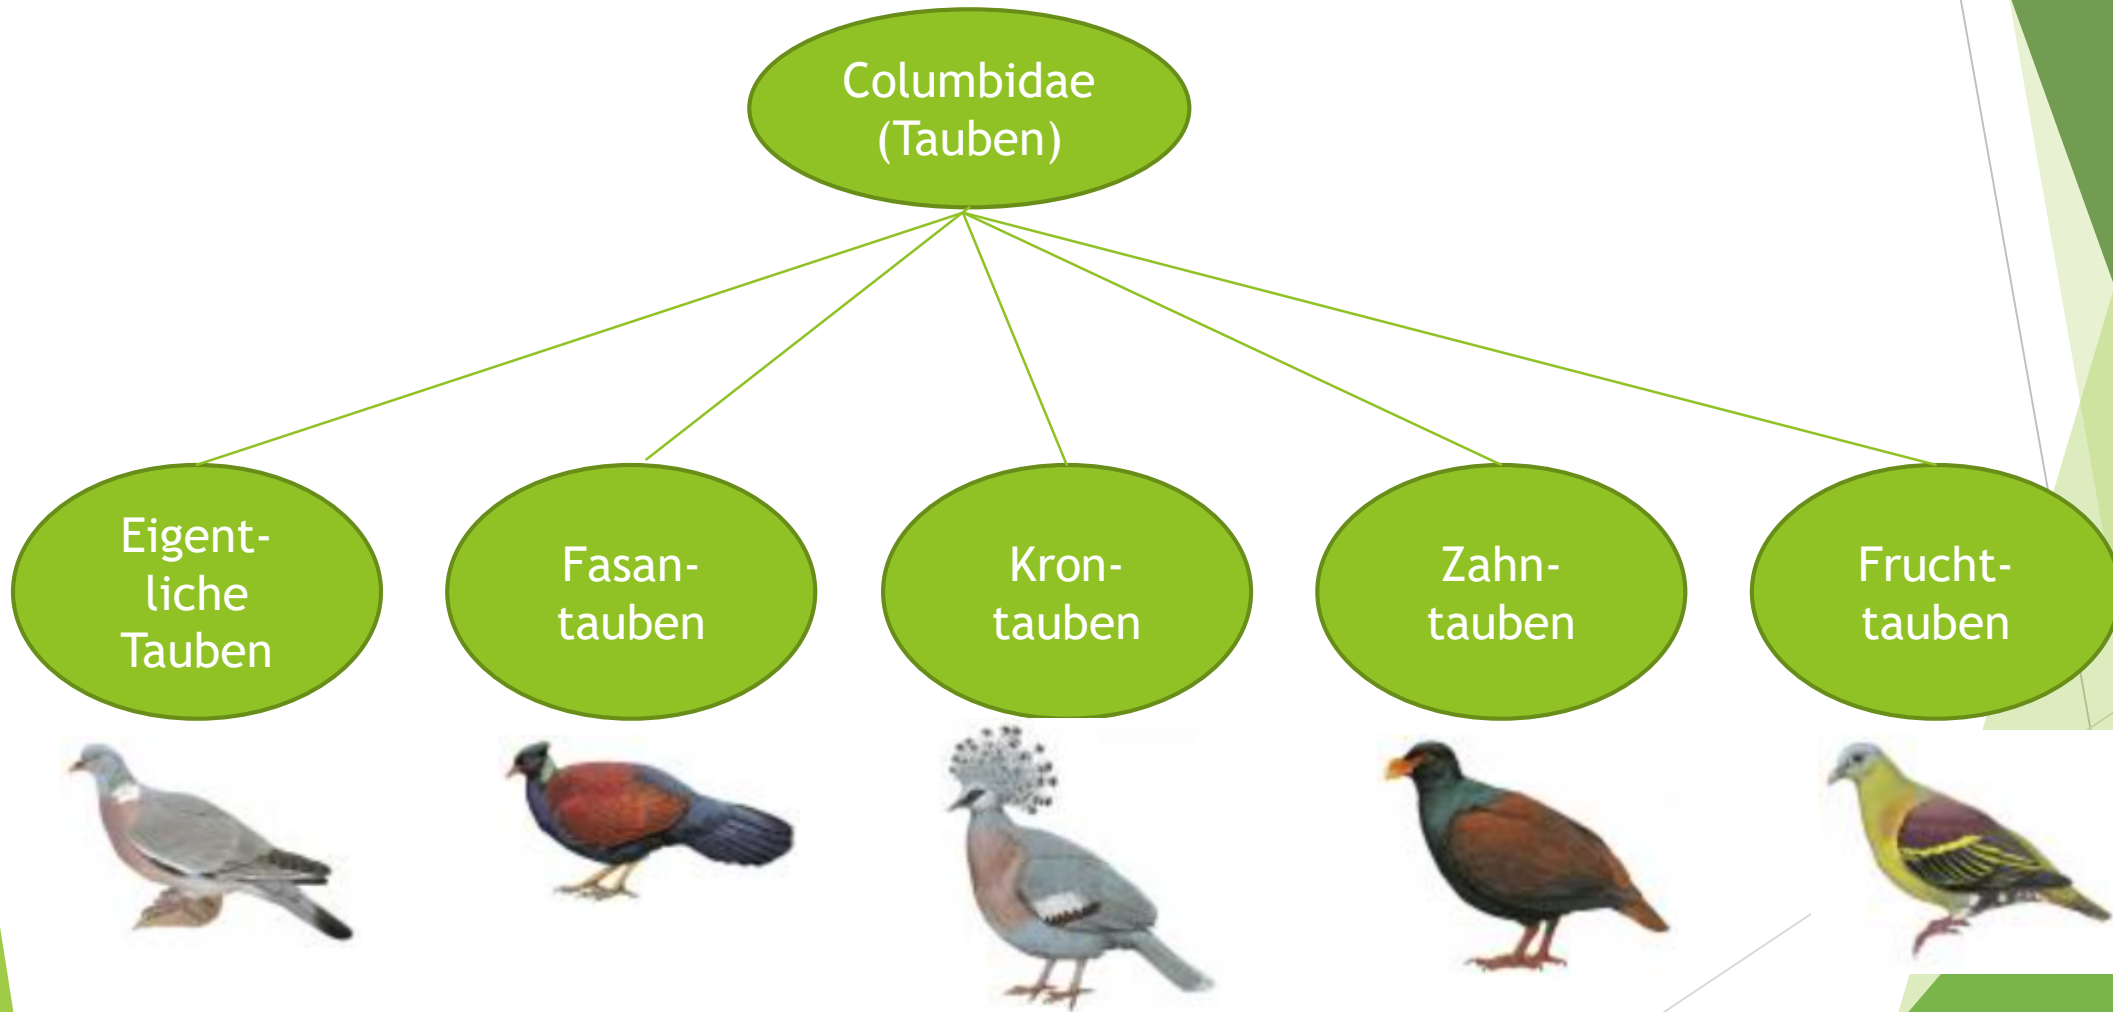 Columbidae
(Tauben)
Eigent-
liche
Tauben
Fasan-
tauben
Kron-
tauben
Zahn-
tauben
Frucht-
tauben